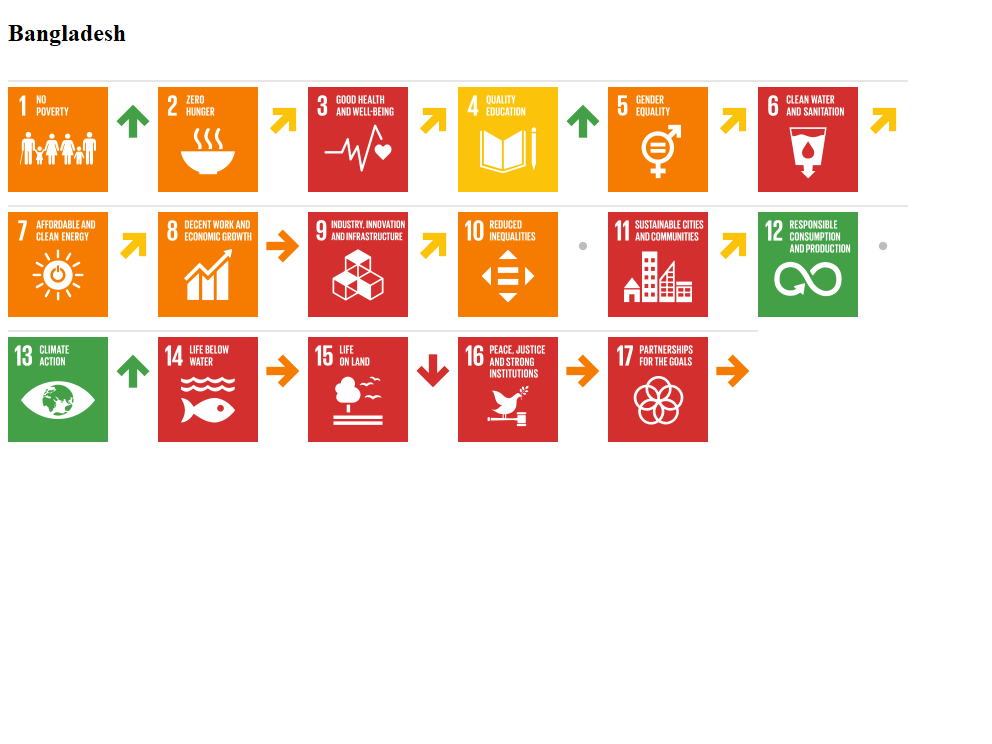 Bangladesh
1 NO
POVERTY
2 ZERO
HUNGER
3 GOOD HEALTH
AND WELL-BEING
4 QUALITY
EDUCATION
5 GENDER
EQUALITY
6 CLEAN WATER
AND SANITATION
7 AFFORDABLE AND
CLEAN ENERGY
8 DECENT WORK AND
ECONOMIC GROWTH
9 INDUSTRY, INNOVATION
AND INFRASTRUCTURE
10 REDUCED
INEQUALITIES
11 SUSTAINABLE CITIES
AND COMMUNITIES
12 RESPONSIBLE
CONSUMPTION
AND PRODUCTION
13 CLIMATE
ACTION
14 LIFE BELOW
WATER
15 LIFE
ON LAND
16 PEACE, JUSTICE
AND STRONG
INSTITUTIONS
17 PARTNERSHIPS
FOR THE GOALS